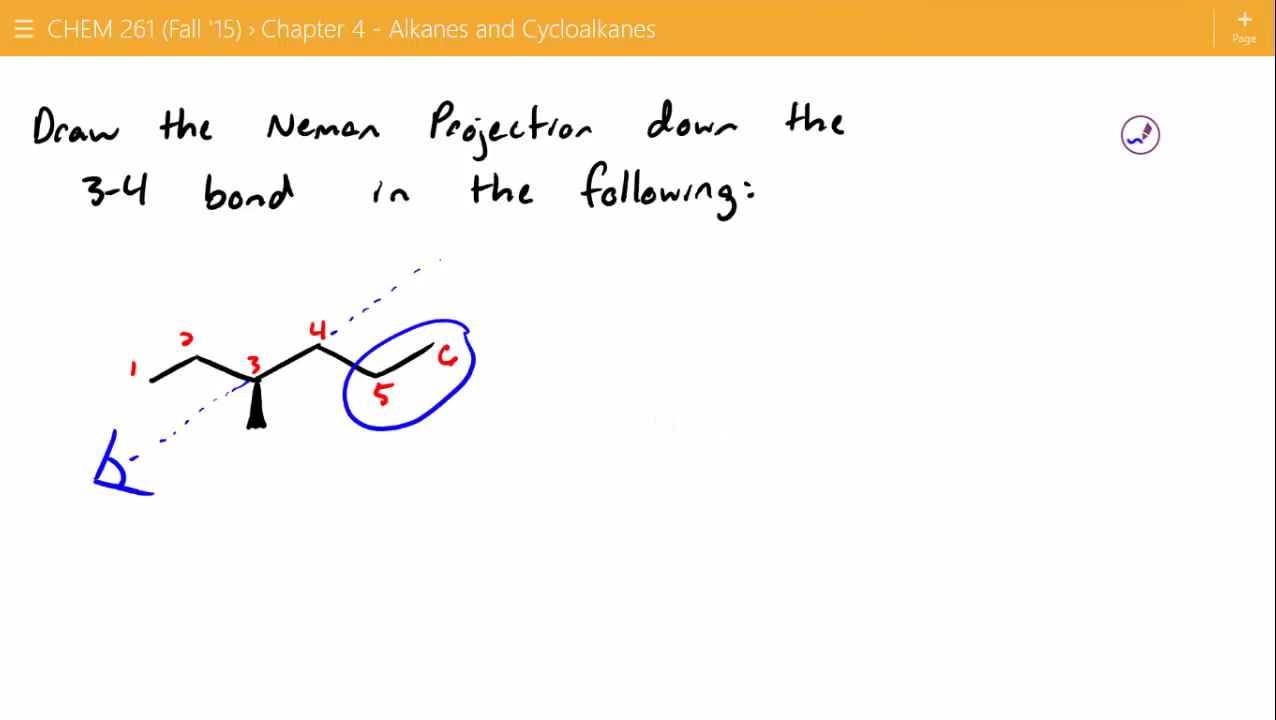 CHEM 261 (Fall '15) › Chapter 4 - Alkanes and Cycloalkanes
Page
Draw the Neman Projection down the
3-4 bond in the following:
1 2 3 4 5 6